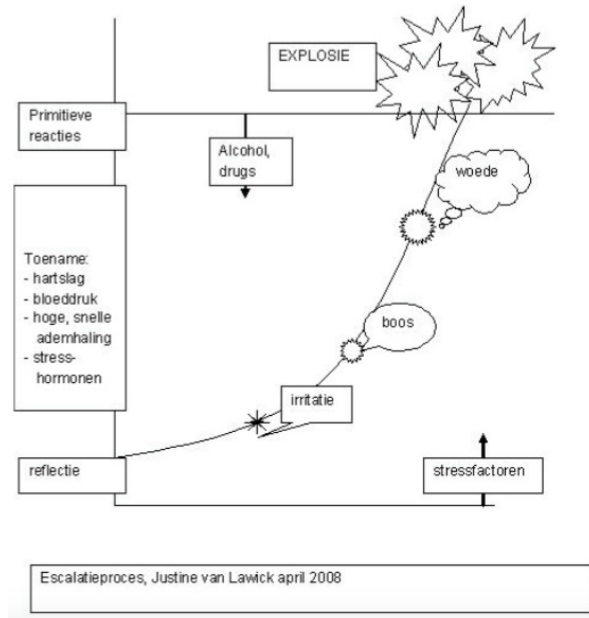 EXPLOSIE
Primitieve
reacties
Alcohol,
drugs
woede
Toename:
- hartslag
- bloeddruk
- hoge, snelle
ademhaling
- stress-
hormonen
boos
irritatie
reflectie
stressfactoren
Escalatieproces, Justine van Lawick april 2008